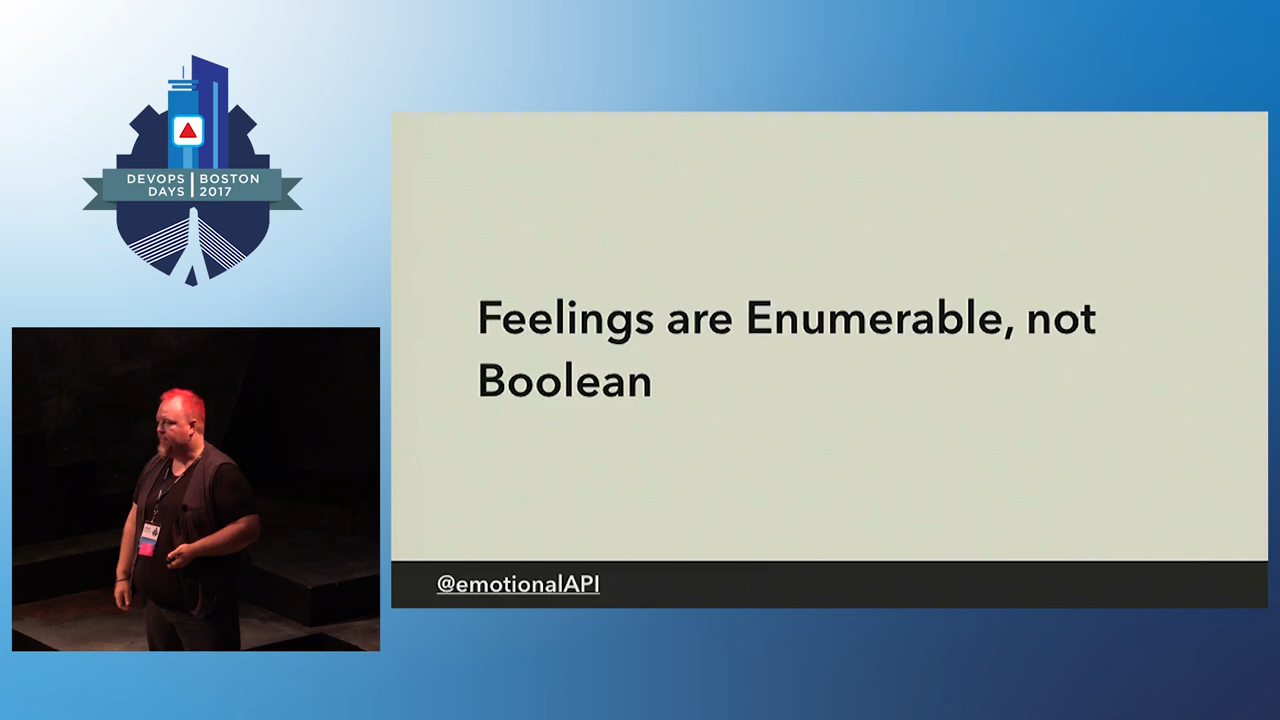 DEVOPS DAYS | BOSTON 2017
Feelings are Enumerable, not
Boolean
@emotionalAPI